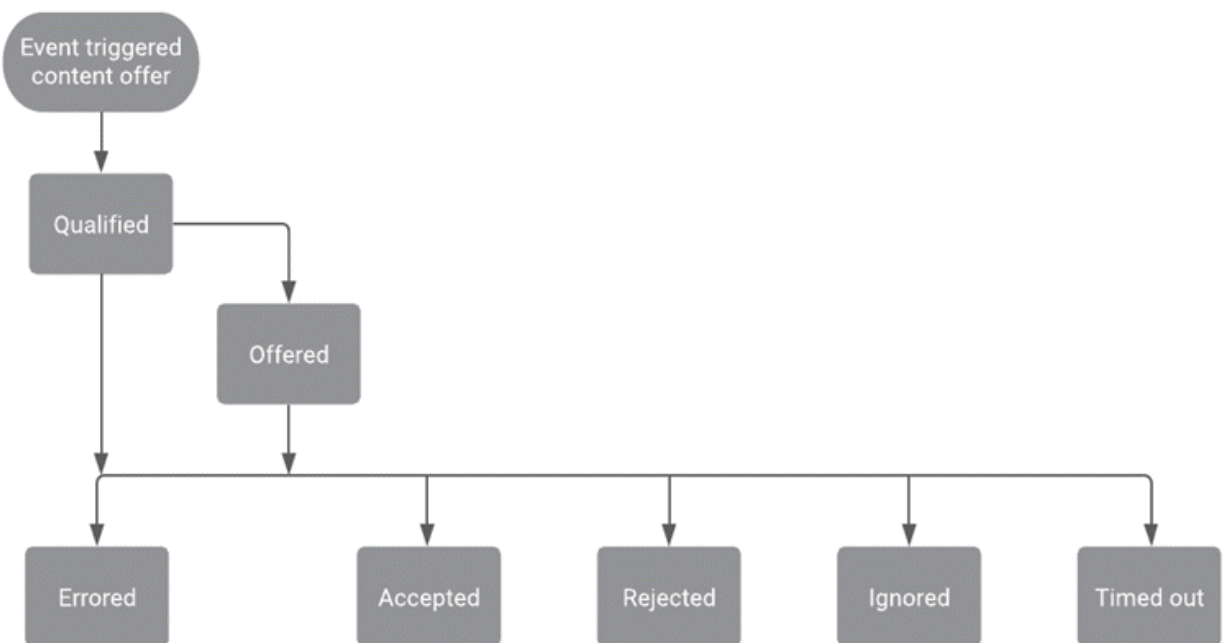 Event triggered
content offer
Qualified
Offered
Errored
Accepted
Rejected
Ignored
Timed out